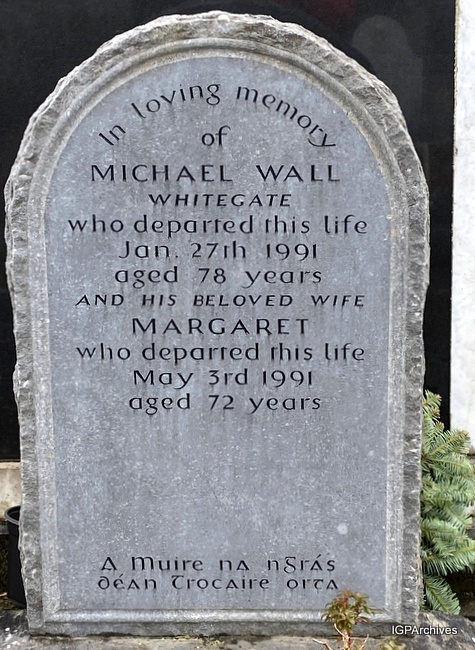 In loving memory
of
MICHAEL WALL
WHITEGATE
who departed this life
Jan. 27th 1991
aged 78 years
AND HIS BELOVED WIFE
MARGARET
who departed this life
May 3rd 1991
aged 72 years
A Muire na nGrás
déan Trocaire orta
IGPArchives